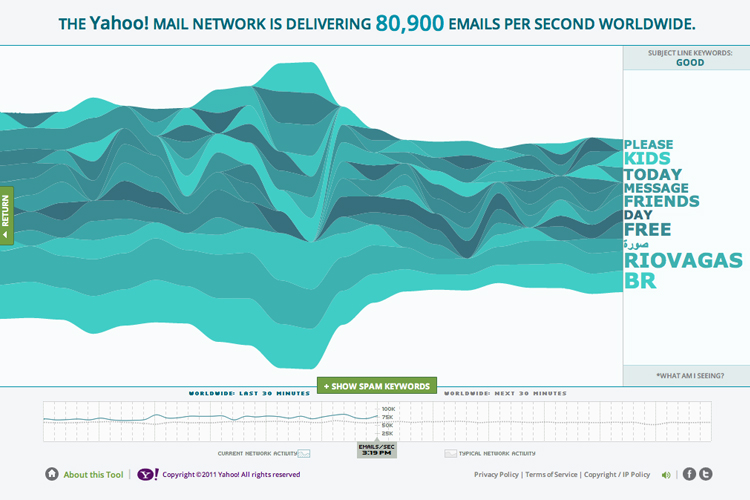 THE Yahoo! MAIL NETWORK IS DELIVERING 80,900 EMAILS PER SECOND WORLDWIDE.
SUBJECT LINE KEYWORDS:
GOOD
PLEASE
KIDS
TODAY
MESSAGE
FRIENDS
DAY
FREE
صورة
RIOVAGAS
BR
RETURN
*WHAT AM I SEEING?
+ SHOW SPAM KEYWORDS
WORLDWIDE: LAST 30 MINUTES
WORLDWIDE: NEXT 30 MINUTES
100K
75K
50K
25K
EMAILS/SEC
3:19 PM
CURRENT NETWORK ACTIVITY
TYPICAL NETWORK ACTIVITY
About this Tool
Y!
Copyright ©2011 Yahoo! All rights reserved
Privacy Policy | Terms of Service | Copyright / IP Policy